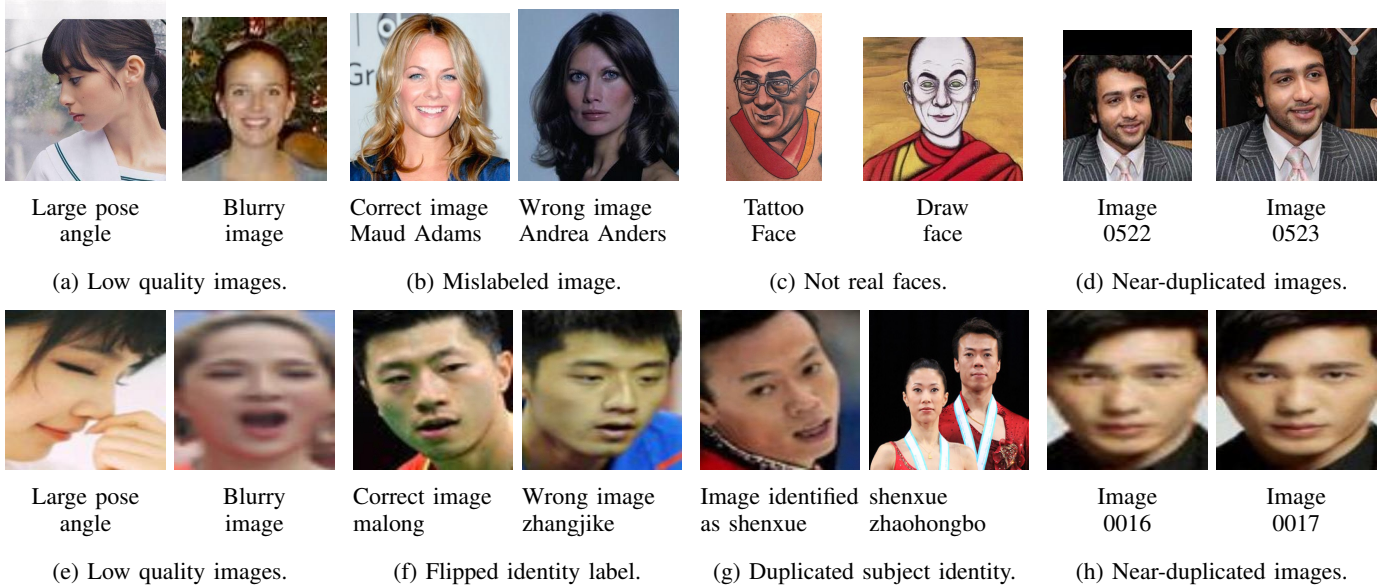 Gr
Large pose
angle
Blurry
image
Correct image
Maud Adams
Wrong image
Andrea Anders
Tattoo
Face
Draw
face
Image
0522
Image
0523
(a) Low quality images.
(b) Mislabeled image.
(c) Not real faces.
(d) Near-duplicated images.
Large pose
angle
Blurry
image
Correct image
malong
Wrong image
zhangjike
Image identified
as shenxue
shenxue
zhaohongbo
Image
0016
Image
0017
(e) Low quality images.
(f) Flipped identity label.
(g) Duplicated subject identity.
(h) Near-duplicated images.